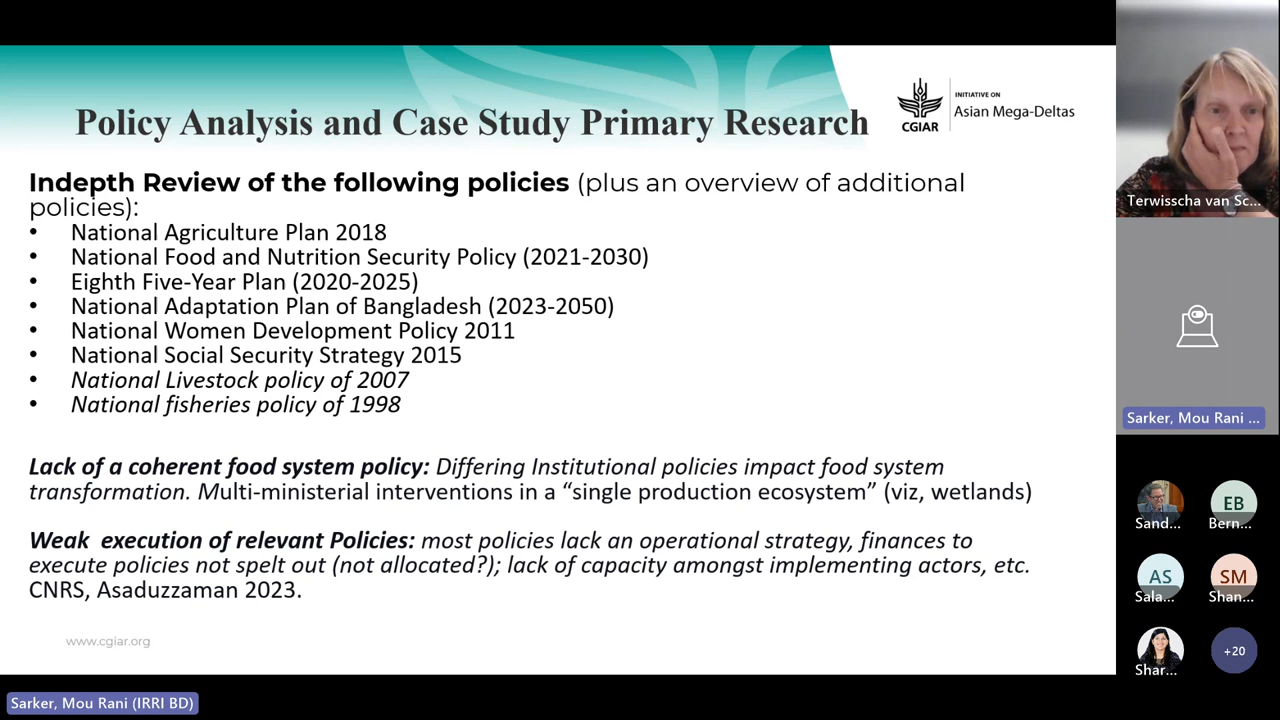 Policy Analysis and Case Study Primary Research
CGIAR
INITIATIVE ON
Asian Mega-Deltas
Indepth Review of the following policies (plus an overview of additional
policies):
• National Agriculture Plan 2018
• National Food and Nutrition Security Policy (2021-2030)
• Eighth Five-Year Plan (2020-2025)
• National Adaptation Plan of Bangladesh (2023-2050)
• National Women Development Policy 2011
• National Social Security Strategy 2015
• National Livestock policy of 2007
• National fisheries policy of 1998
Lack of a coherent food system policy: Differing Institutional policies impact food system
transformation. Multi-ministerial interventions in a “single production ecosystem” (viz, wetlands)
Weak execution of relevant Policies: most policies lack an operational strategy, finances to
execute policies not spelt out (not allocated?); lack of capacity amongst implementing actors, etc.
CNRS, Asaduzzaman 2023.
www.cgiar.org
Sarker, Mou Rani (IRRI BD)
Terwisscha van Sc...
Sarker, Mou Rani ...
Sand...
EB
Bern...
AS
Sala...
SM
Shan...
Shar...
+20